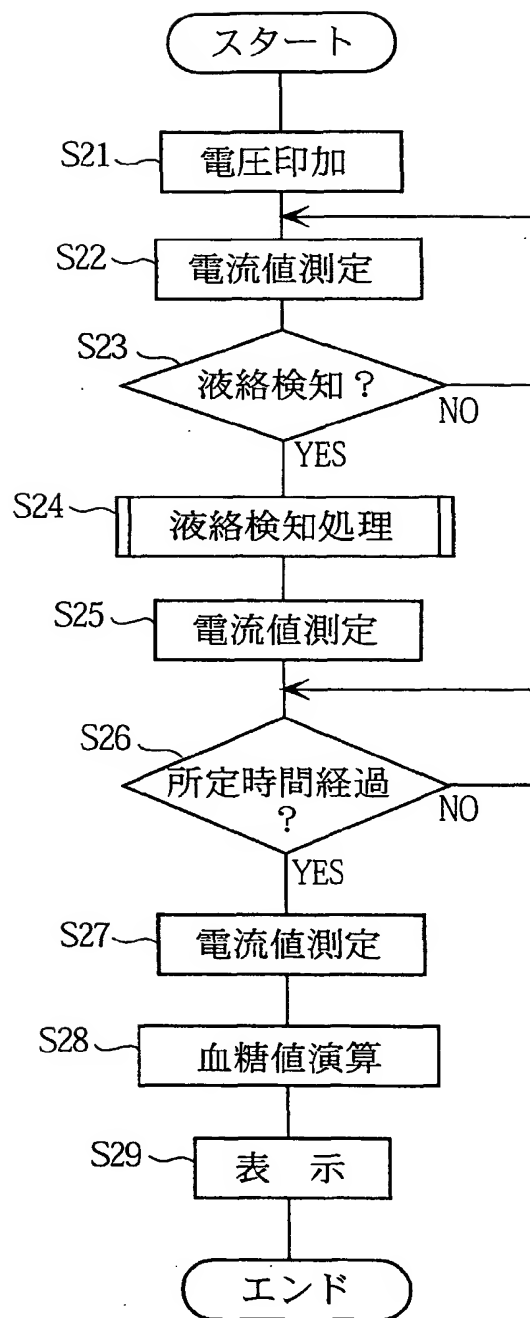 スタート
S21
電圧印加
S22
電流値測定
S23
液絡検知？
NO
YES
S24
液絡検知処理
S25
電流値測定
S26
所定時間経過
？
NO
YES
S27
電流値測定
S28
血糖値演算
S29
表 示
エンド